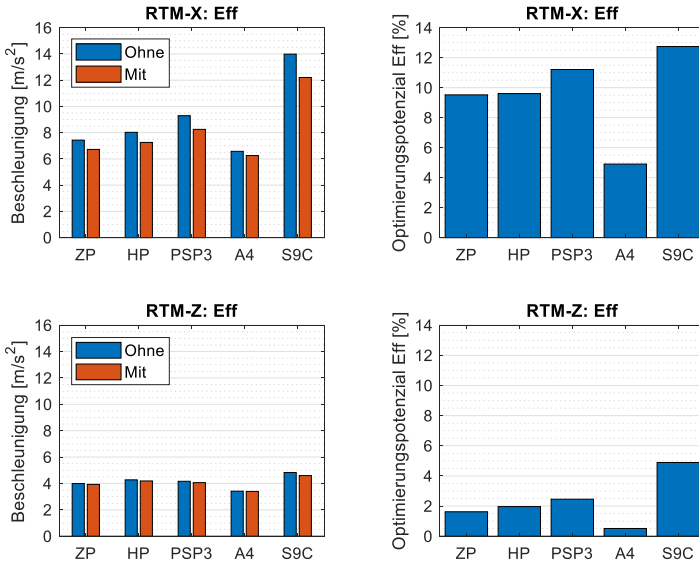 RTM-X: Eff
Beschleunigung [m/s²]
16
14
12
10
8
6
4
2
0
Ohne
Mit
ZP HP PSP3 A4 S9C
RTM-X: Eff
Optimierungspotenzial Eff [%]
14
12
10
8
6
4
2
0
ZP HP PSP3 A4 S9C
RTM-Z: Eff
Beschleunigung [m/s²]
16
14
12
10
8
6
4
2
0
Ohne
Mit
ZP HP PSP3 A4 S9C
RTM-Z: Eff
Optimierungspotenzial Eff [%]
14
12
10
8
6
4
2
0
ZP HP PSP3 A4 S9C